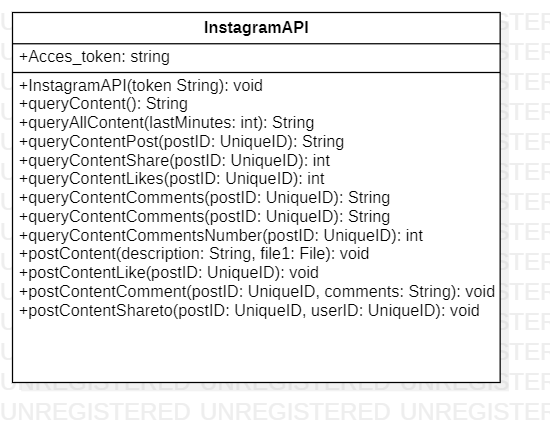 InstagramAPI
+Acces_token: string
+InstagramAPI(token String): void
+queryContent(): String
+queryAllContent(lastMinutes: int): String
+queryContentPost(postID: UniqueID): String
+queryContentShare(postID: UniqueID): int
+queryContentLikes(postID: UniqueID): int
+queryContentComments(postID: UniqueID): String
+queryContentComments(postID: UniqueID): String
+queryContentCommentsNumber(postID: UniqueID): int
+postContent(description: String, file1: File): void
+postContentLike(postID: UniqueID): void
+postContentComment(postID: UniqueID, comments: String): void
+postContentShareto(postID: UniqueID, userID: UniqueID): void
UNREGISTERED UNREGISTERED UNREGISTERED